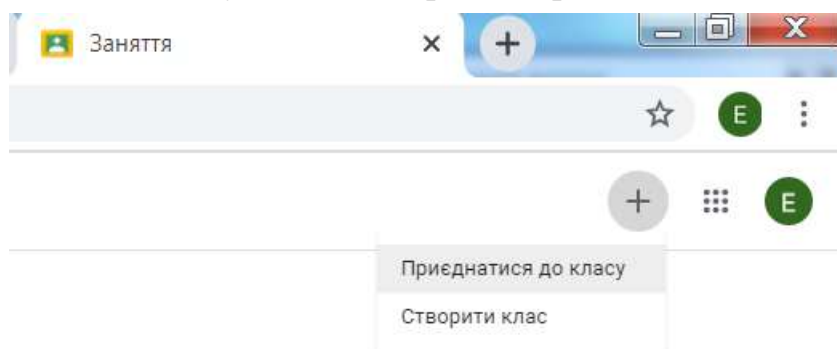 Заняття
E
E
Приєднатися до класу
Створити клас